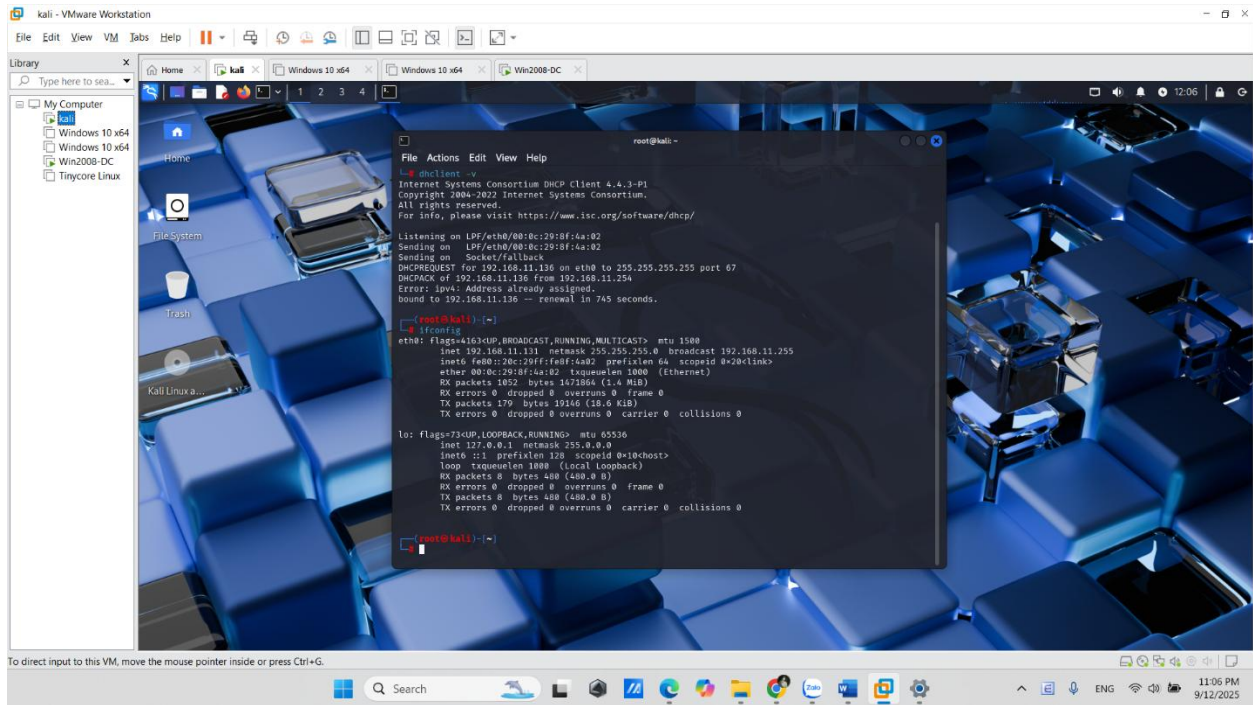 kali - VMware Workstation
File Edit View VM Tabs Help
Library
Type here to sea...
Home
kali
Windows 10 x64
Windows 10 x64
Win2008-DC
My Computer
kali
Windows 10 x64
Windows 10 x64
Win2008-DC
Tinycore Linux
1 2 3 4
12:06
Home
File System
Trash
Kali Linux a...
root@kali: ~
File Actions Edit View Help
# dhclient -v
Internet Systems Consortium DHCP Client 4.4.3-P1
Copyright 2004-2022 Internet Systems Consortium.
All rights reserved.
For info, please visit https://www.isc.org/software/dhcp/
Listening on LPF/eth0/00:0c:29:8f:4a:02
Sending on   LPF/eth0/00:0c:29:8f:4a:02
Sending on   Socket/fallback
DHCPREQUEST for 192.168.11.136 on eth0 to 255.255.255.255 port 67
DHCPACK of 192.168.11.136 from 192.168.11.254
Error: ipv4: Address already assigned.
bound to 192.168.11.136 -- renewal in 745 seconds.
┌──(root㉿kali)-[~]
└─# ifconfig
eth0: flags=4163<UP,BROADCAST,RUNNING,MULTICAST>  mtu 1500
inet 192.168.11.131  netmask 255.255.255.0  broadcast 192.168.11.255
inet6 fe80::20c:29ff:fe8f:4a02  prefixlen 64  scopeid 0×20<link>
ether 00:0c:29:8f:4a:02  txqueuelen 1000  (Ethernet)
RX packets 1052  bytes 1471864 (1.4 MiB)
RX errors 0  dropped 0  overruns 0  frame 0
TX packets 179  bytes 19146 (18.6 KiB)
TX errors 0  dropped 0 overruns 0  carrier 0  collisions 0
lo: flags=73<UP,LOOPBACK,RUNNING>  mtu 65536
inet 127.0.0.1  netmask 255.0.0.0
inet6 ::1  prefixlen 128  scopeid 0×10<host>
loop  txqueuelen 1000  (Local Loopback)
RX packets 8  bytes 480 (480.0 B)
RX errors 0  dropped 0  overruns 0  frame 0
TX packets 8  bytes 480 (480.0 B)
TX errors 0  dropped 0 overruns 0  carrier 0  collisions 0
┌──(root㉿kali)-[~]
└─#
To direct input to this VM, move the mouse pointer inside or press Ctrl+G.
Search
Zalo
ENG
11:06 PM
9/12/2025